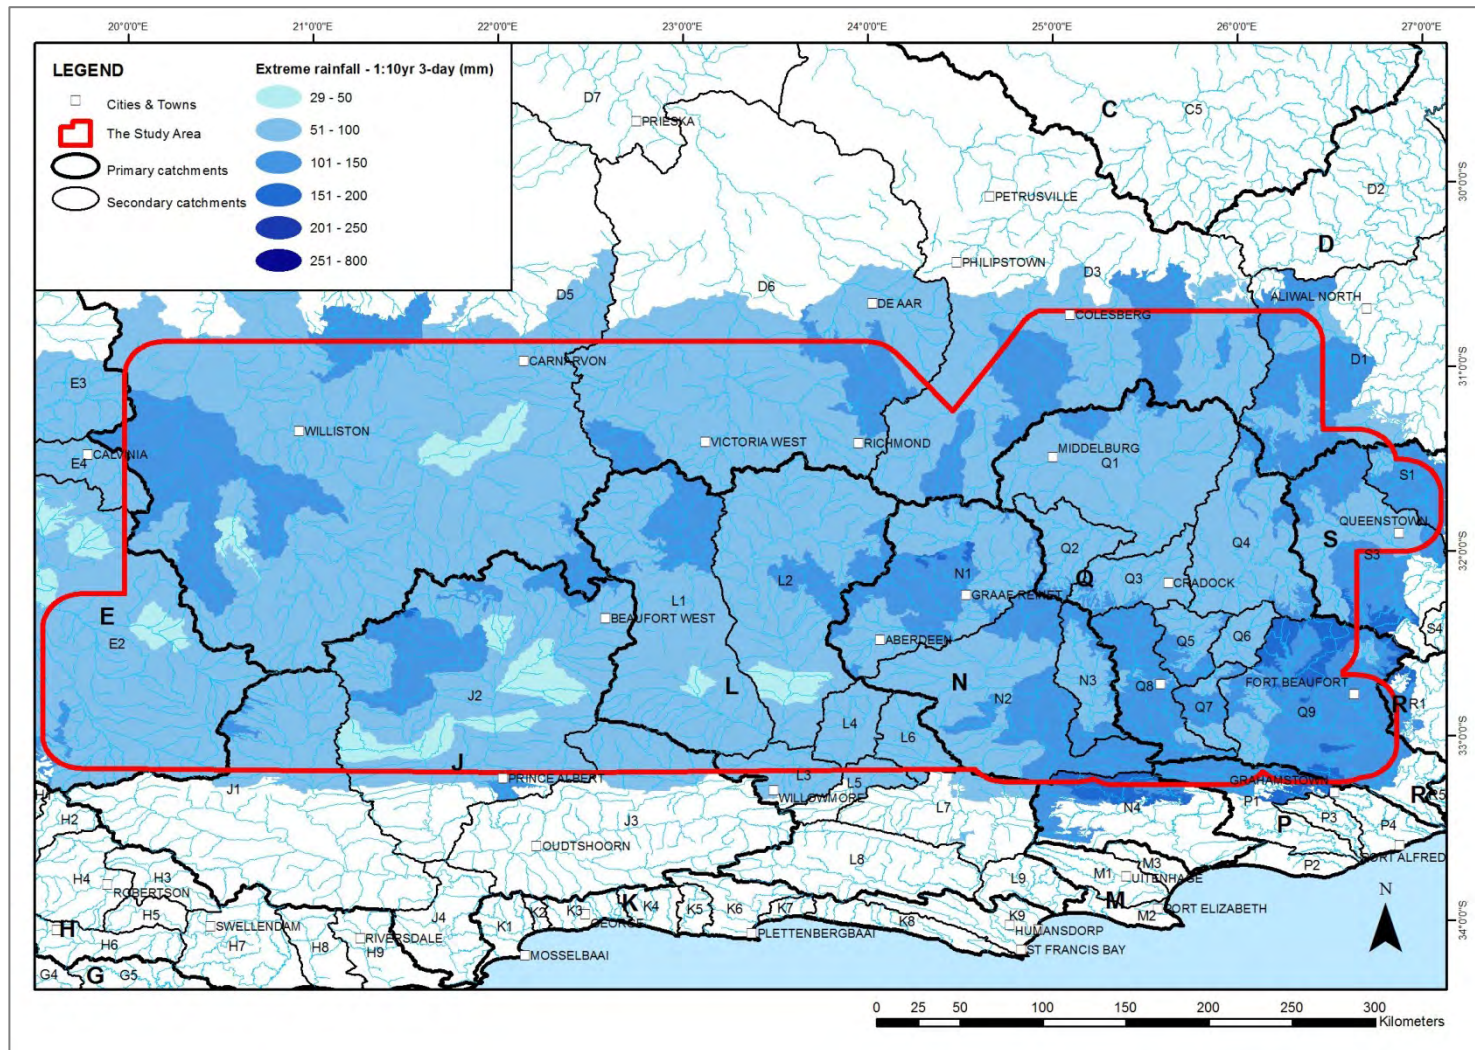 20°0'0"E 21°0'0"E 22°0'0"E 23°0'0"E 24°0'0"E 25°0'0"E 26°0'0"E 27°0'0"E
LEGEND
Cities & Towns
The Study Area
Primary catchments
Secondary catchments
Extreme rainfall - 1:10yr 3-day (mm)
29 - 50
51 - 100
101 - 150
151 - 200
201 - 250
251 - 800
D7
PRIESKA
C
C5
D2
PETRUSVILLE
30°0'0"S
D
PHILIPSTOWN
D3
D5
D6
DE AAR
ALIWAL NORTH
COLESBERG
CARNARVON
D1
31°0'0"S
E3
WILLISTON
VICTORIA WEST
RICHMOND
MIDDELBURG
Q1
CALVINIA
E4
S1
QUEENSTOWN
S
S3
32°0'0"S
Q2
Q4
Q
Q3
CRADOCK
L2
N1
GRAAF REINET
L1
BEAUFORT WEST
E
E2
ABERDEEN
Q5
Q6
S4
J2
L
N
N2
N3
Q8
FORT BEAUFORT
Q7
Q9
R
R1
L4
L6
33°0'0"S
J
PRINCE ALBERT
L3
L5
WILLOWMORE
GRAHAMSTOWN
J1
H1
H2
J3
L7
N4
P1
P
P3
P4
R
R5
OUDTSHOORN
L8
PORT ALFRED
P2
H4
H3
ROBERTSON
L9
M3
M1
UITENHAGE
M
M2
PORT ELIZABETH
H5
H
H6
SWELLENDAM
H7
H8
RIVERSDALE
H9
J4
K1
K2
K3
GEORGE
K
K4
K5
K6
K7
K8
K9
HUMANSDORP
PLETTENBERGBAAI
ST FRANCIS BAY
MOSSELBAAI
34°0'0"S
G4
G
G5
N
0 25 50 100 150 200 250 300
Kilometers